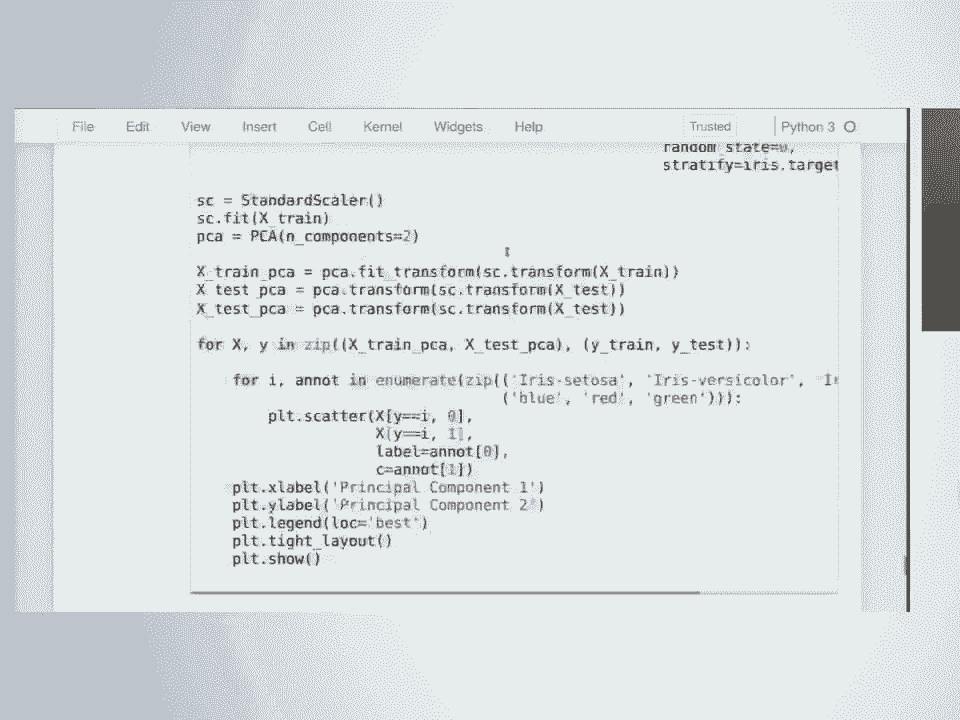 File Edit View Insert Cell Kernel Widgets Help Trusted Python 3
random_state=0,
stratify=iris.target
sc = StandardScaler()
sc.fit(X_train)
pca = PCA(n_components=2)
X_train_pca = pca.fit_transform(sc.transform(X_train))
X_test_pca = pca.transform(sc.transform(X_test))
X_test_pca = pca.transform(sc.transform(X_test))
for X, y in zip((X_train_pca, X_test_pca), (y_train, y_test)):
for i, annot in enumerate(zip(('Iris-setosa', 'Iris-versicolor',
('blue', 'red', 'green'))):
plt.scatter(X[y==i, 0],
X[y==i, 1],
label=annot[0],
c=annot[1])
plt.xlabel('Principal Component 1')
plt.ylabel('Principal Component 2')
plt.legend(loc='best')
plt.tight_layout()
plt.show()